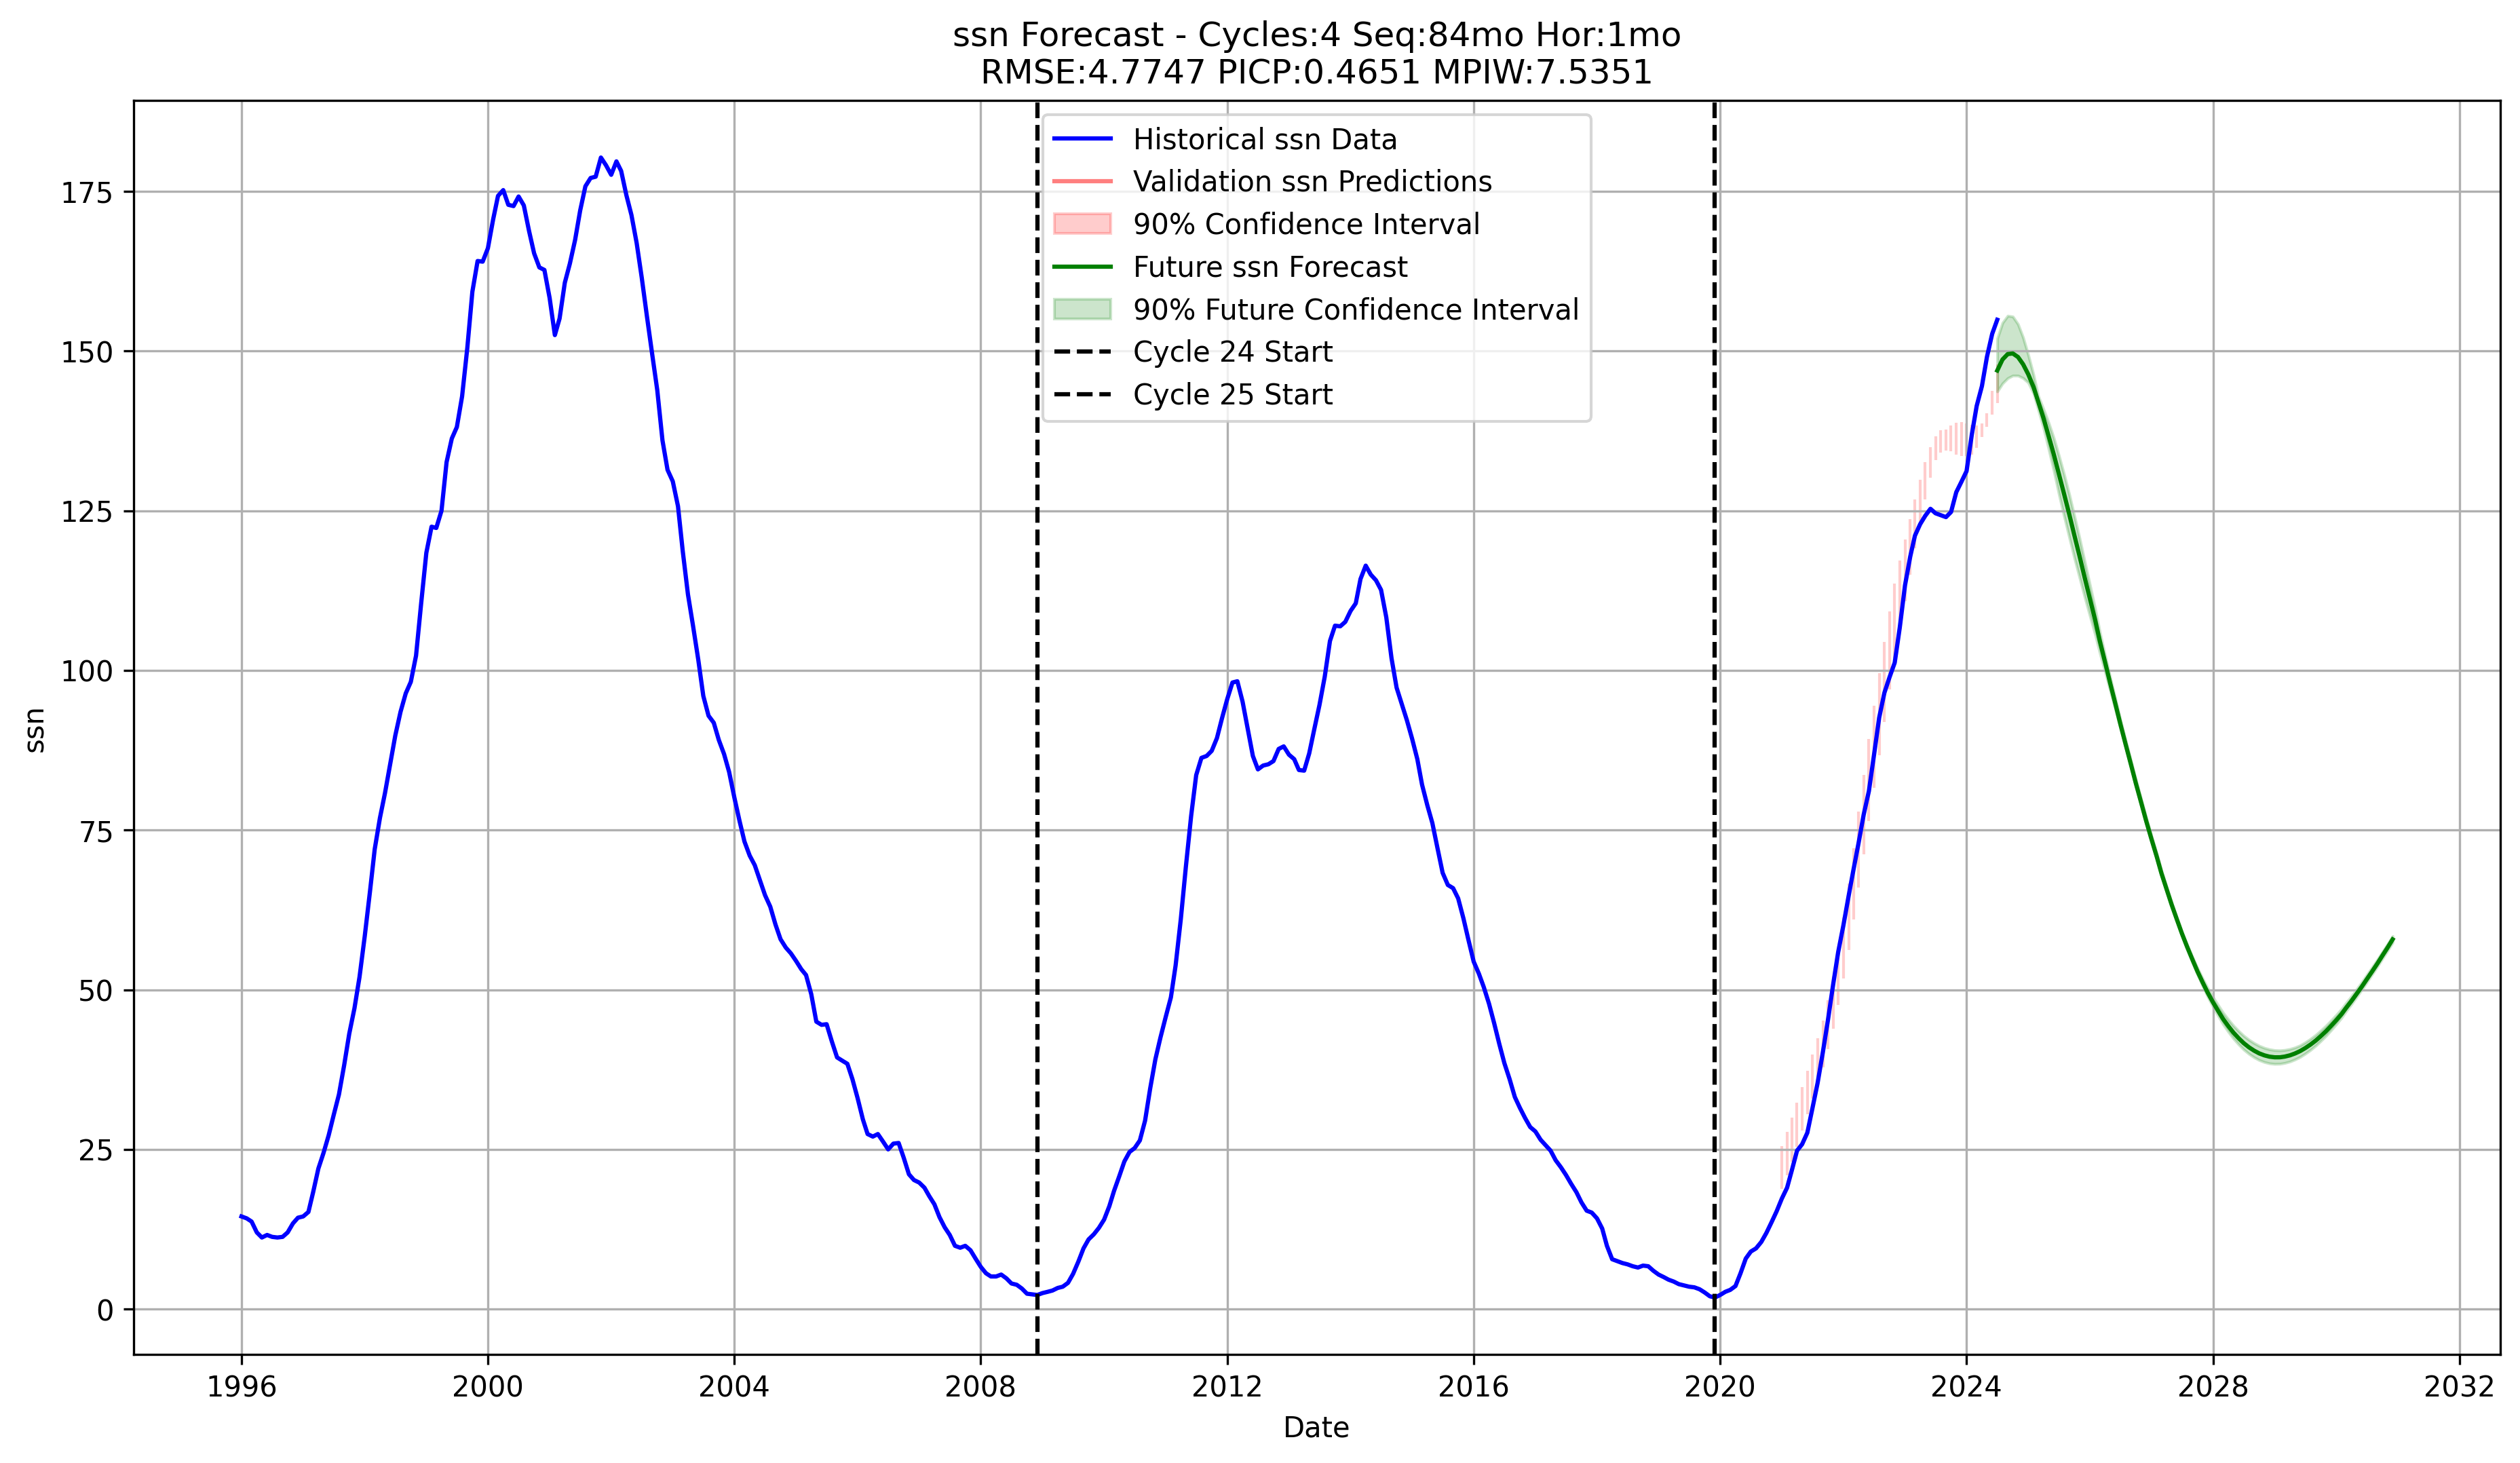 ssn Forecast - Cycles:4 Seq:84mo Hor:1mo
RMSE:4.7747 PICP:0.4651 MPIW:7.5351
Historical ssn Data
Validation ssn Predictions
90% Confidence Interval
Future ssn Forecast
90% Future Confidence Interval
Cycle 24 Start
Cycle 25 Start
175
150
125
100
75
50
25
0
ssn
1996 2000 2004 2008 2012 2016 2020 2024 2028 2032
Date